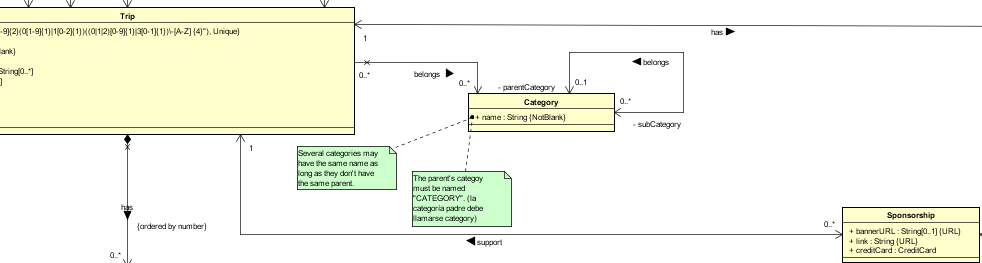 Trip
-9]{2}(0[1-9]{1}|1[0-2]{1})((0|1|2)[0-9]{1}|3[0-1]{1})\-[A-Z]{4}"), Unique}
lank}
String[0..*]
]
1
has
0..*
belongs
0..*
- parentCategory
0..1
belongs
0..*
- subCategory
Category
+ name : String {NotBlank}
1
Several categories may
have the same name as
long as they don't have
the same parent.
The parent's categoy
must be named
"CATEGORY". (la
categoría padre debe
llamarse category)
has
{ordered by number}
0..*
support
0..*
Sponsorship
+ bannerURL : String[0..1] {URL}
+ link : String {URL}
+ creditCard : CreditCard